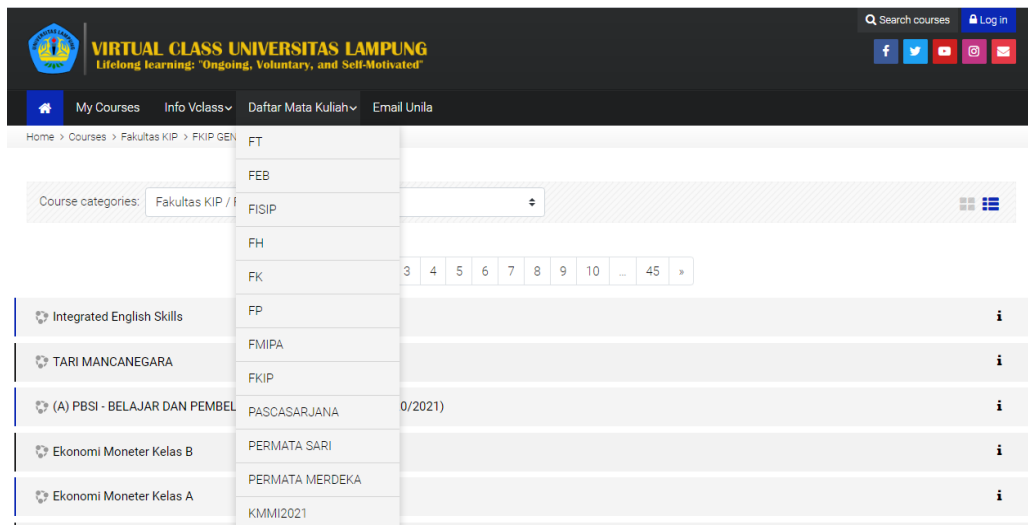 Search courses
Log in
VIRTUAL CLASS UNIVERSITAS LAMPUNG
Lifelong learning: "Ongoing, Voluntary, and Self-Motivated"
My Courses Info Vclass Daftar Mata Kuliah Email Unila
Home > Courses > Fakultas KIP > FKIP GEN
FT
FEB
Course categories: Fakultas KIP /
FISIP
FH
3 4 5 6 7 8 9 10 ... 45 »
FK
FP
Integrated English Skills
FMIPA
TARI MANCANEGARA
FKIP
(A) PBSI - BELAJAR DAN PEMBEL 0/2021)
PASCASARJANA
PERMATA SARI
Ekonomi Moneter Kelas B
PERMATA MERDEKA
Ekonomi Moneter Kelas A
KMMI2021